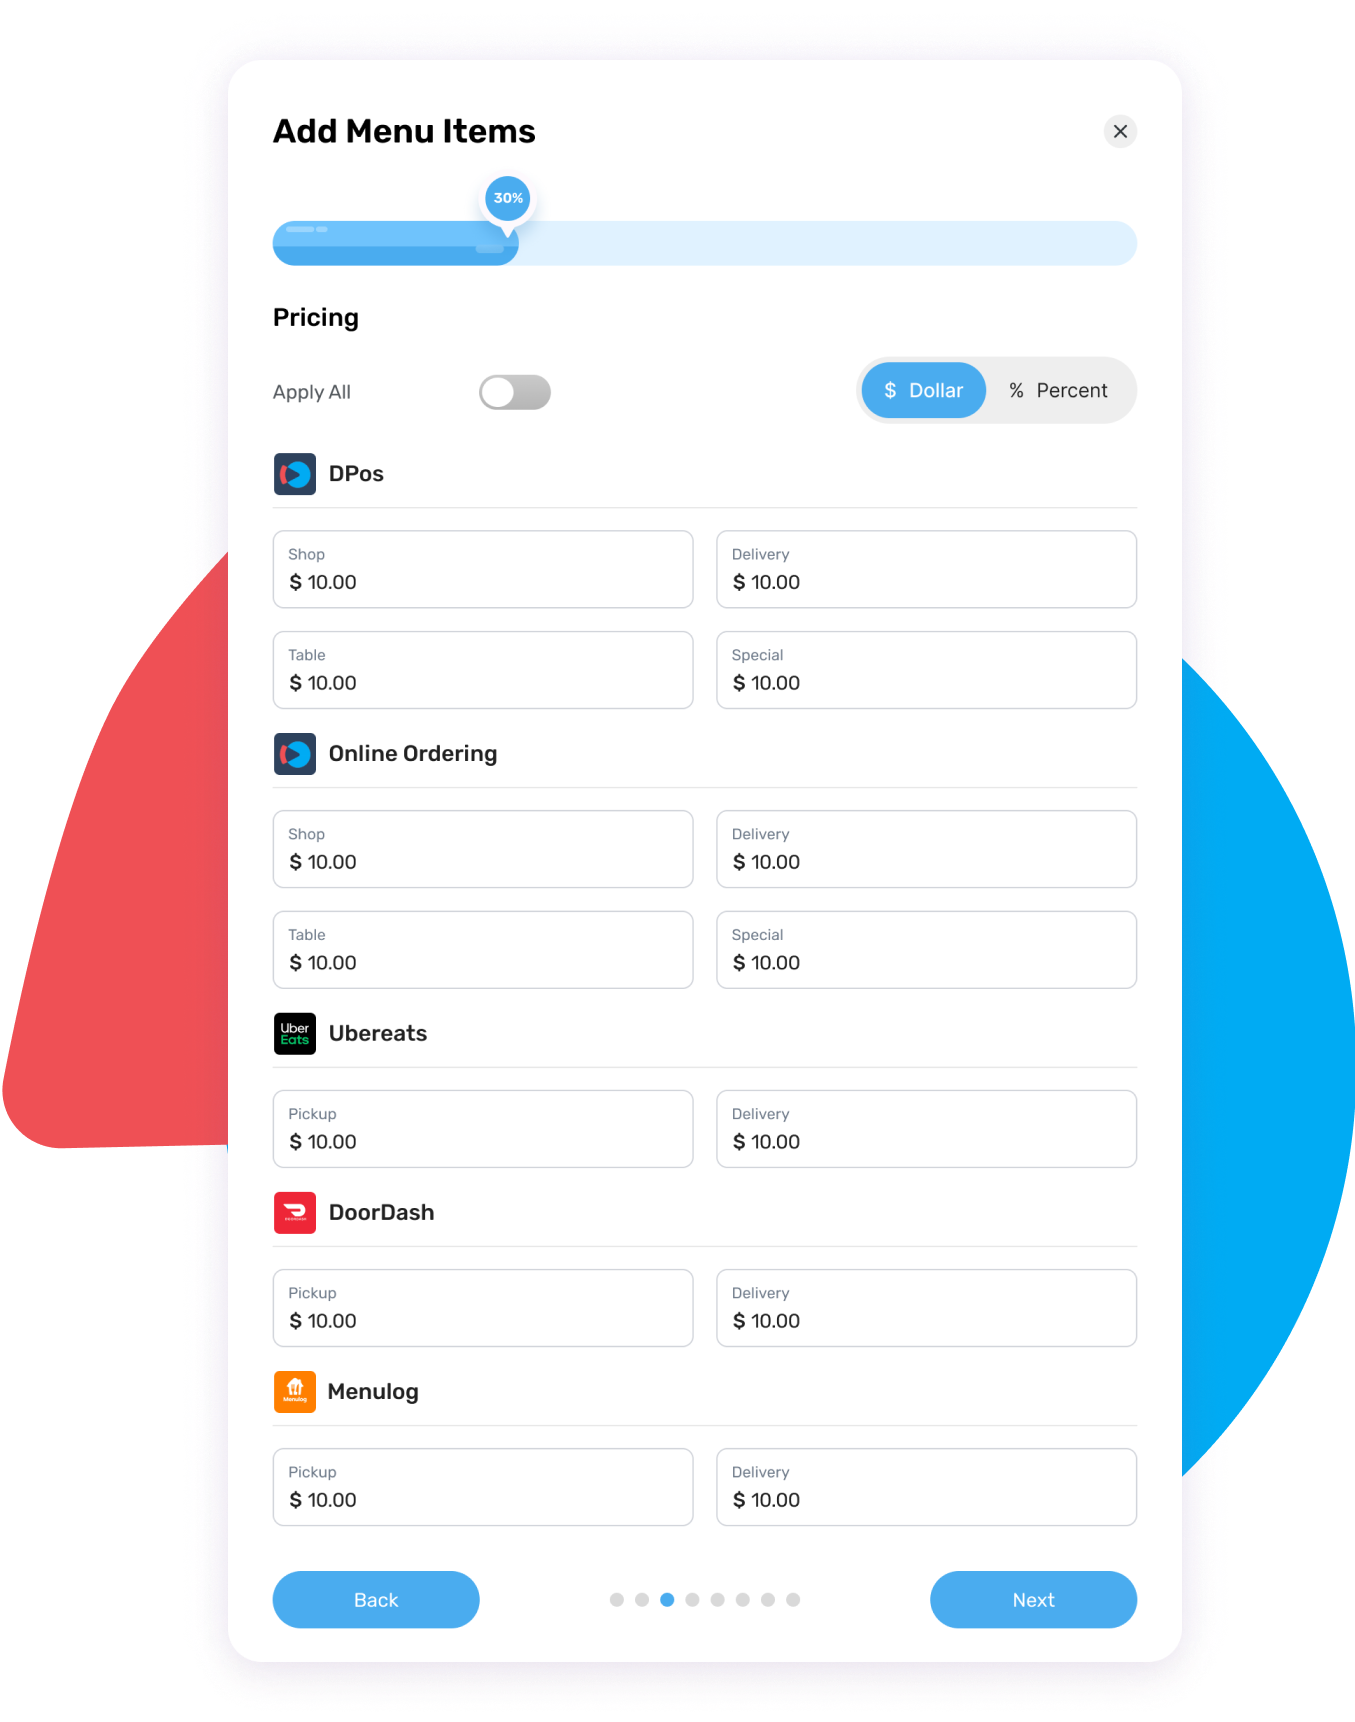 Add Menu Items
30%
Pricing
Apply All
$ Dollar % Percent
DPos
Shop Delivery
$ 10.00 $ 10.00
Table Special
$ 10.00 $ 10.00
Online Ordering
Shop Delivery
$ 10.00 $ 10.00
Table Special
$ 10.00 $ 10.00
Uber
Eats
Ubereats
Pickup Delivery
$ 10.00 $ 10.00
DOORDASH
DoorDash
Pickup Delivery
$ 10.00 $ 10.00
Menulog
Menulog
Pickup Delivery
$ 10.00 $ 10.00
Back Next